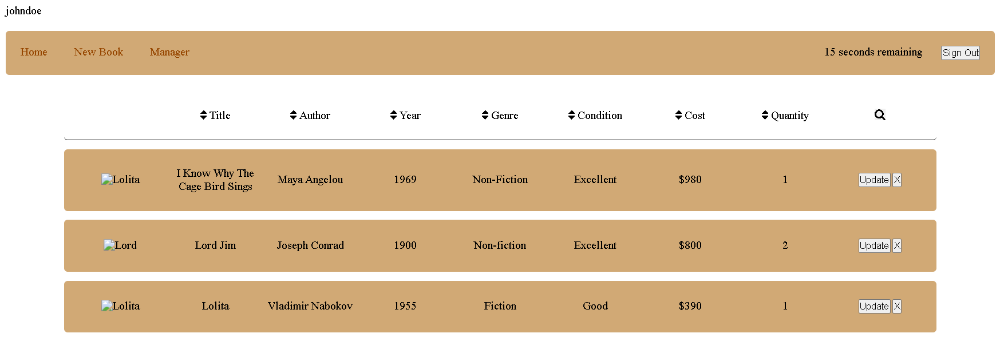 johndoe
Home New Book Manager 15 seconds remaining Sign Out
Title Author Year Genre Condition Cost Quantity
Lolita I Know Why The Cage Bird Sings Maya Angelou 1969 Non-Fiction Excellent $980 1 Update X
Lord Lord Jim Joseph Conrad 1900 Non-fiction Excellent $800 2 Update X
Lolita Lolita Vladimir Nabokov 1955 Fiction Good $390 1 Update X